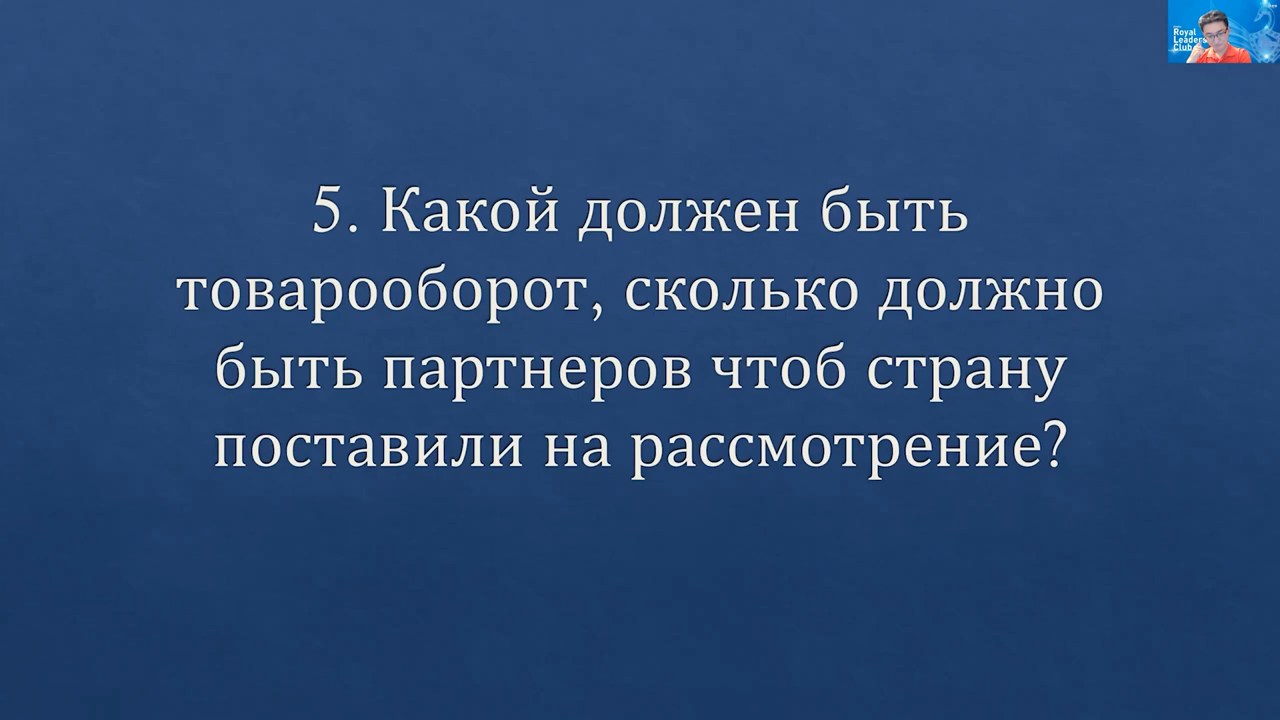 5. Какой должен быть
товарооборот, сколько должно
быть партнеров чтоб страну
поставили на рассмотрение?
Royal
Leaders
Club